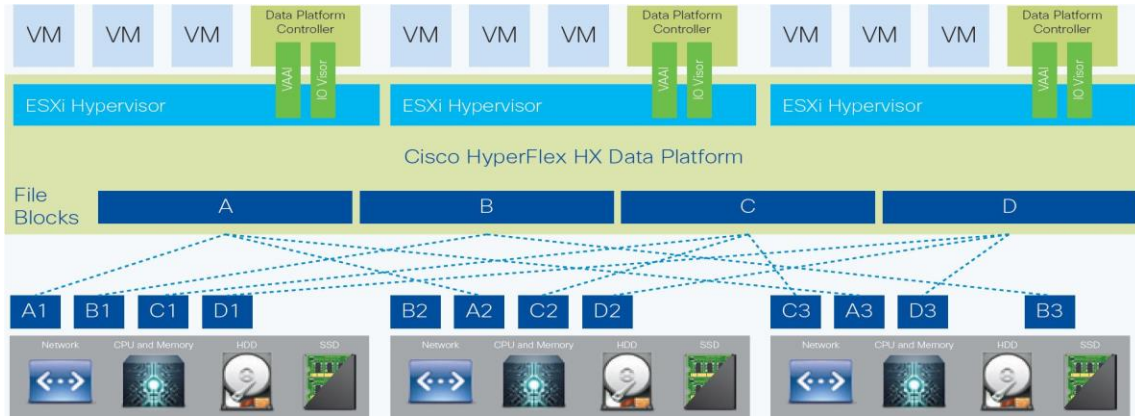 VM VM VM Data Platform Controller VM VM VM Data Platform Controller VM VM VM Data Platform Controller
VAAI IO Visor VAAI IO Visor VAAI IO Visor
ESXi Hypervisor ESXi Hypervisor ESXi Hypervisor
Cisco HyperFlex HX Data Platform
File Blocks A B C D
A1 B1 C1 D1 B2 A2 C2 D2 C3 A3 D3 B3
Network CPU and Memory HDD SSD Network CPU and Memory HDD SSD Network CPU and Memory HDD SSD